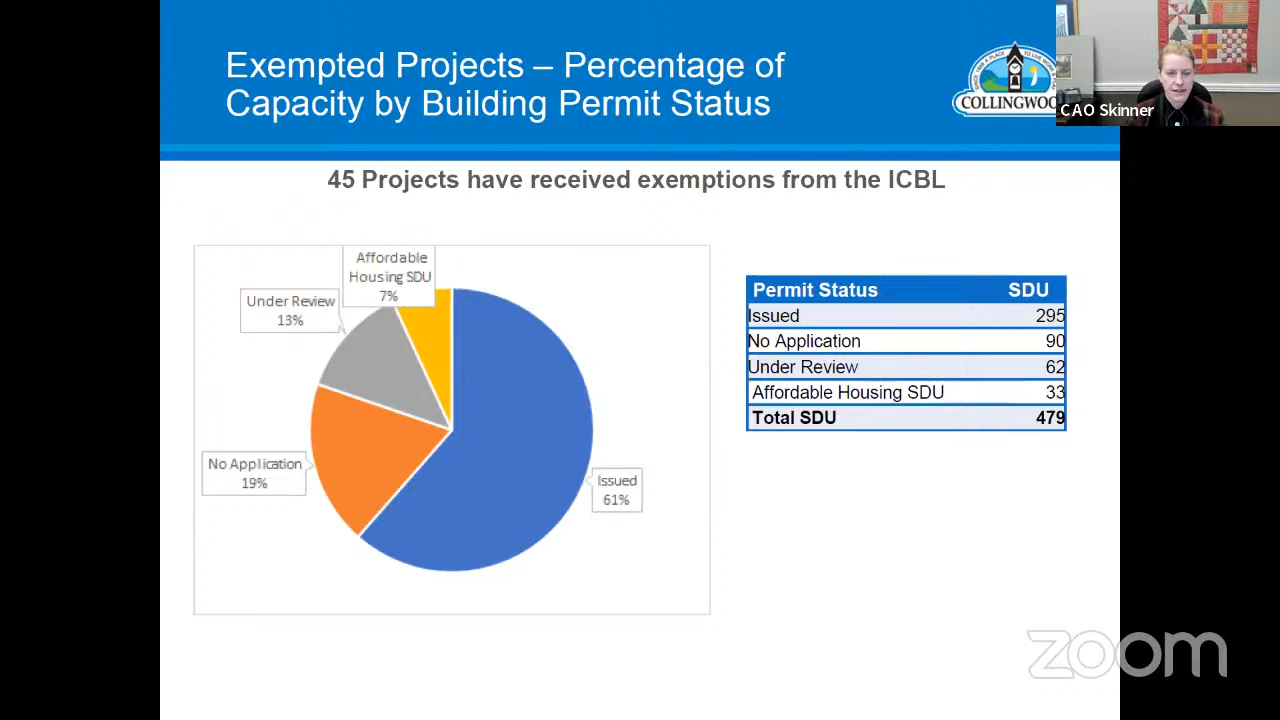 Exempted Projects – Percentage of
Capacity by Building Permit Status
COLLINGWOO
CAO Skinner
45 Projects have received exemptions from the ICBL
Affordable
Housing SDU
7%
Under Review
13%
No Application
19%
Issued
61%
Permit Status SDU
Issued 295
No Application 90
Under Review 62
Affordable Housing SDU 33
Total SDU 479
zoom